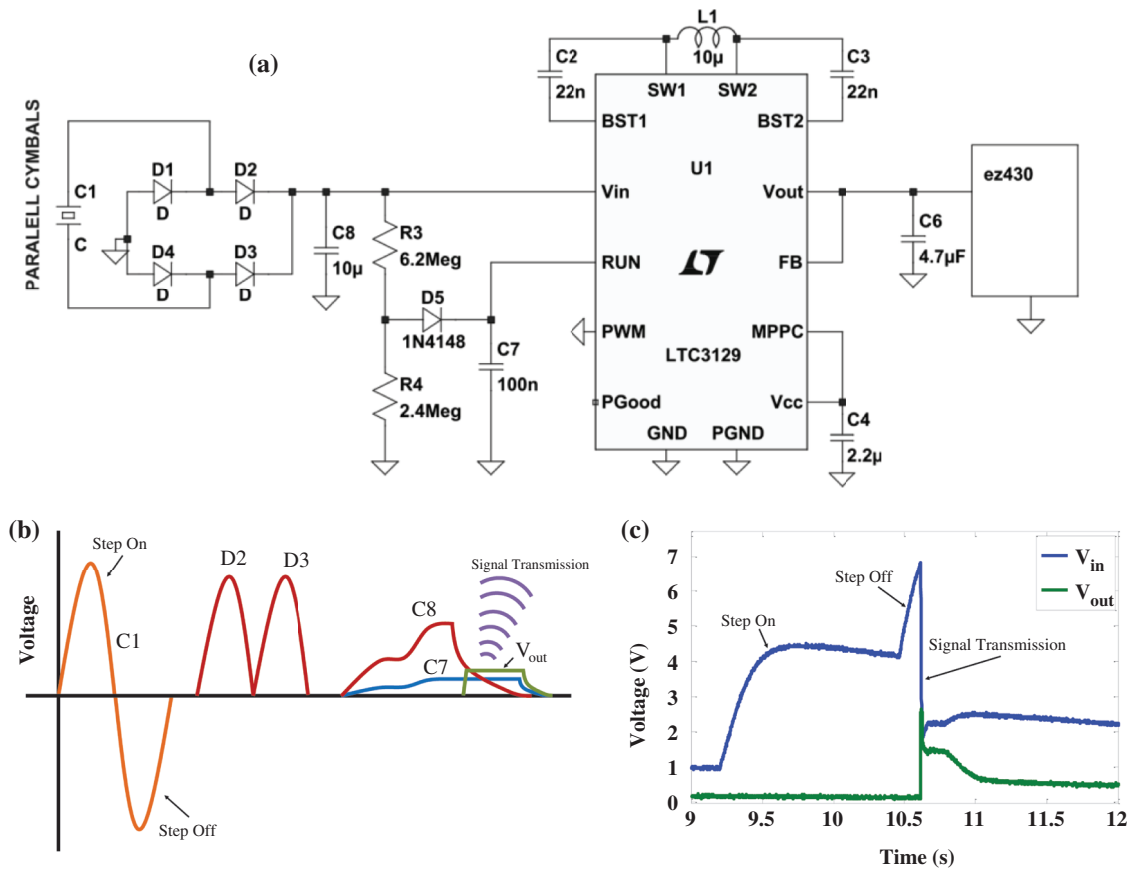 (a)
PARALELL CYMBALS
C1
C
D1
D
D2
D
D4
D
D3
D
C8
10µ
R3
6.2Meg
D5
1N4148
R4
2.4Meg
C7
100n
C2
22n
L1
10µ
C3
22n
SW1
SW2
BST1
BST2
U1
Vin
Vout
RUN
FB
PWM
MPPC
LTC3129
PGood
Vcc
GND
PGND
C6
4.7µF
C4
2.2µ
ez430
(b)
Voltage
Step On
C1
Step Off
D2
D3
C8
C7
Signal Transmission
Vout
(c)
Voltage (V)
7
6
5
4
3
2
1
0
Step On
Step Off
Signal Transmission
Vin
Vout
9
9.5
10
10.5
11
11.5
12
Time (s)